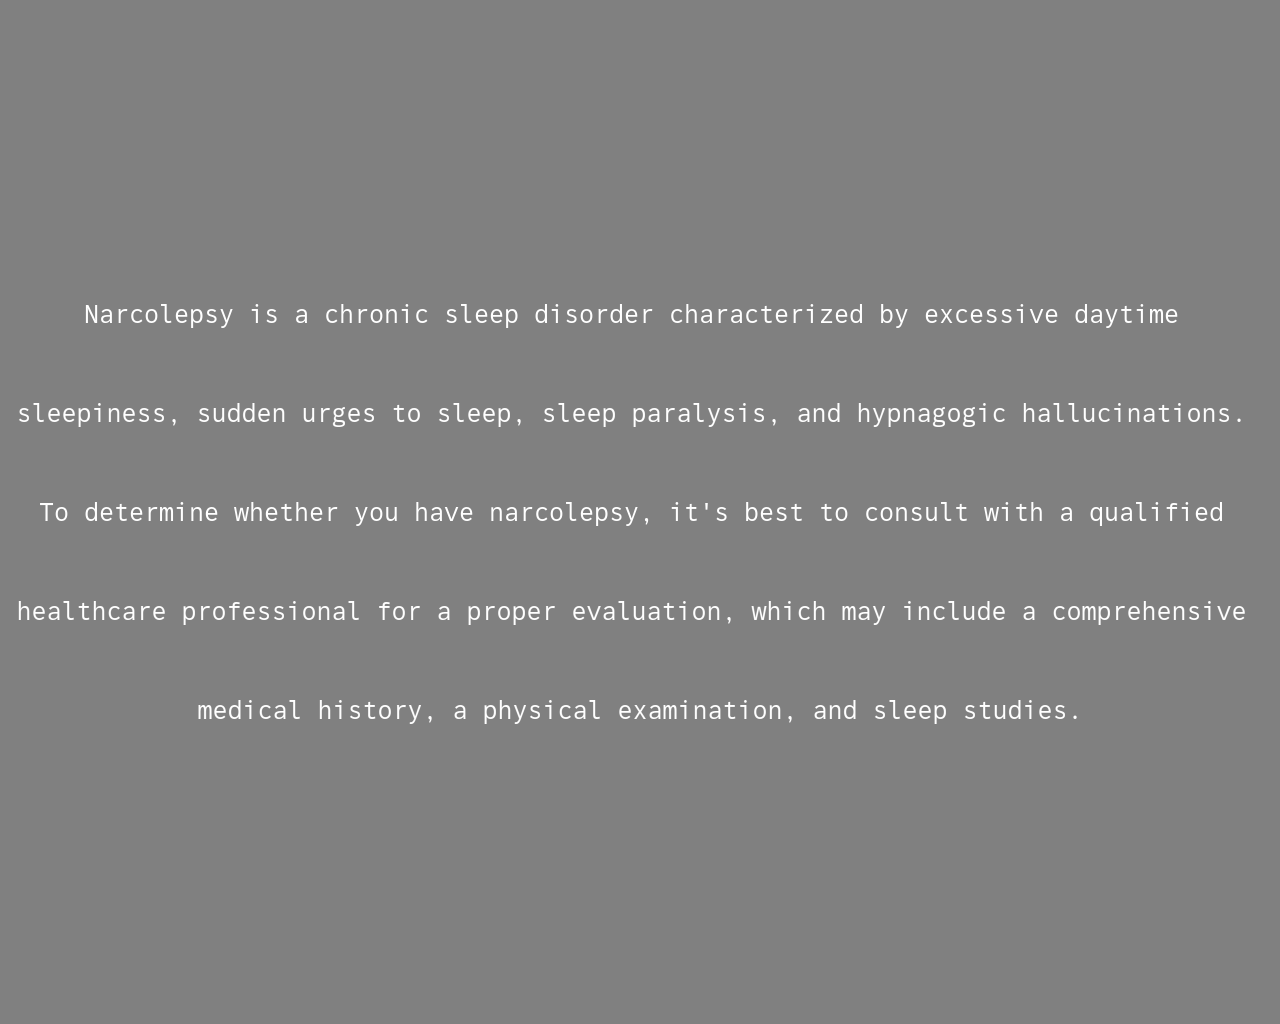 Narcolepsy is a chronic sleep disorder characterized by excessive daytime
sleepiness, sudden urges to sleep, sleep paralysis, and hypnagogic hallucinations.
To determine whether you have narcolepsy, it's best to consult with a qualified
healthcare professional for a proper evaluation, which may include a comprehensive
medical history, a physical examination, and sleep studies.